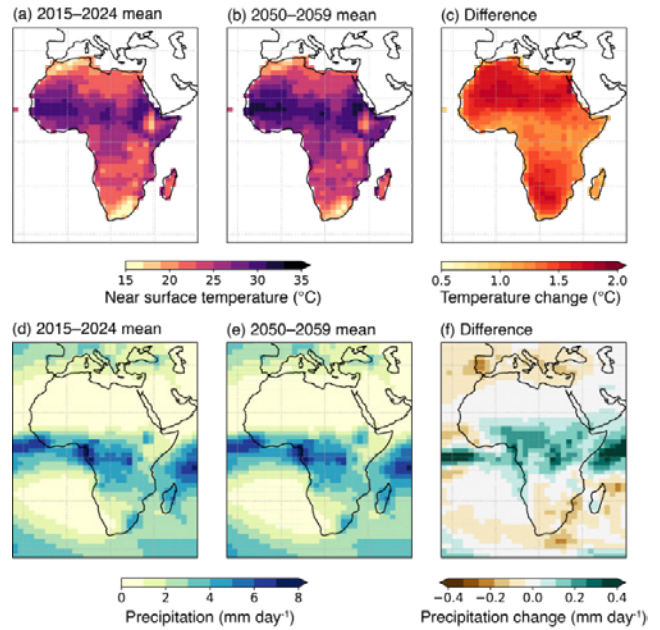 (a) 2015–2024 mean
(b) 2050–2059 mean
(c) Difference
15 20 25 30 35
Near surface temperature (°C)
0.5 1.0 1.5 2.0
Temperature change (°C)
(d) 2015–2024 mean
(e) 2050–2059 mean
(f) Difference
0 2 4 6 8
Precipitation (mm day⁻¹)
−0.4 −0.2 0.0 0.2 0.4
Precipitation change (mm day⁻¹)